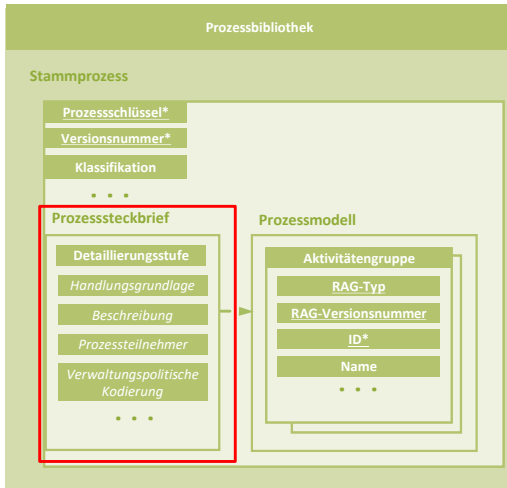 Prozessbibliothek
Stammprozess
Prozessschlüssel*
Versionsnummer*
Klassifikation
• • •
Prozesssteckbrief
Detaillierungsstufe
Handlungsgrundlage
Beschreibung
Prozessteilnehmer
Verwaltungspolitische
Kodierung
• • •
Prozessmodell
Aktivitätengruppe
RAG-Typ
RAG-Versionsnummer
ID*
Name
• • •